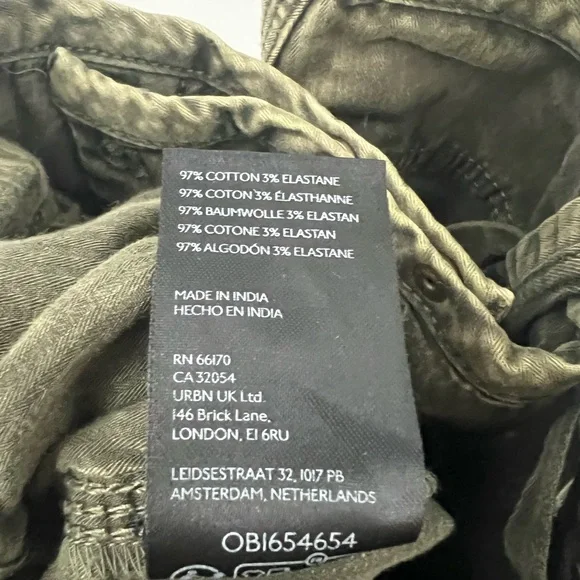 97% COTTON 3% ELASTANE
97% COTON 3% ÉLASTHANNE
97% BAUMWOLLE 3% ELASTAN
97% COTONE 3% ELASTAN
97% ALGODÓN 3% ELASTANE
MADE IN INDIA
HECHO EN INDIA
RN 66170
CA 32054
URBN UK Ltd.
146 Brick Lane,
LONDON, E1 6RU
LEIDSESTRAAT 32, 1017 PB
AMSTERDAM, NETHERLANDS
OB1654654